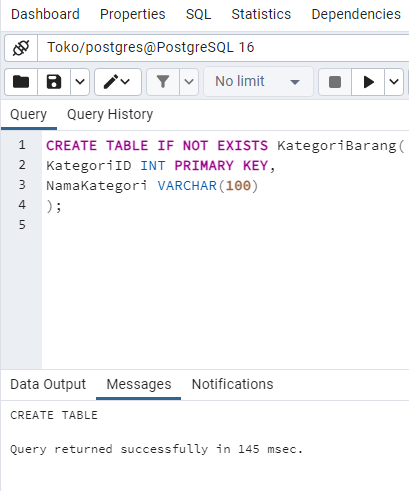 Dashboard Properties SQL Statistics Dependencies
Toko/postgres@PostgreSQL 16
No limit
Query Query History
1 CREATE TABLE IF NOT EXISTS KategoriBarang(
2 KategoriID INT PRIMARY KEY,
3 NamaKategori VARCHAR(100)
4 );
5
Data Output Messages Notifications
CREATE TABLE
Query returned successfully in 145 msec.